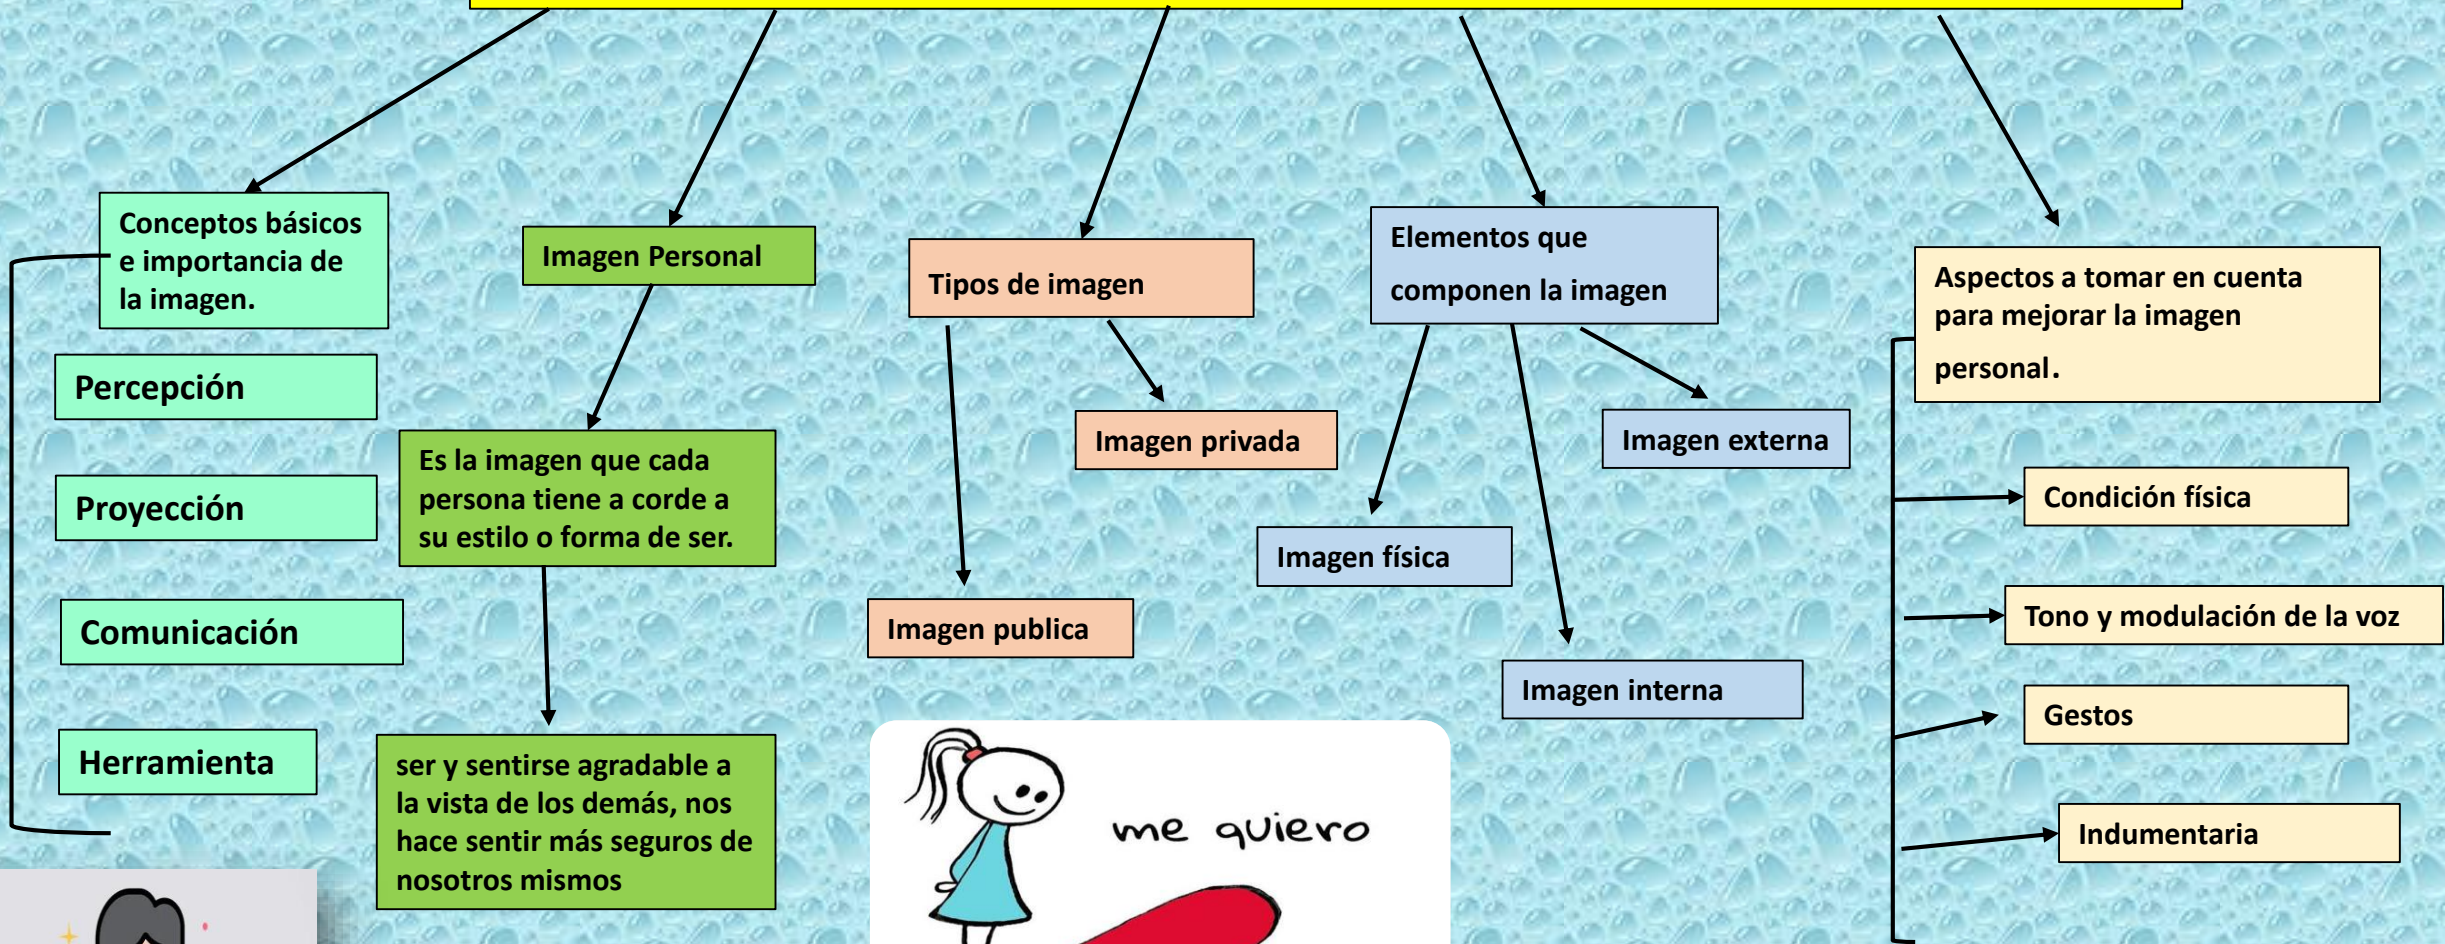 Conceptos básicos
e importancia de
la imagen.
Percepción
Proyección
Comunicación
Herramienta
Imagen Personal
Es la imagen que cada
persona tiene a corde a
su estilo o forma de ser.
ser y sentirse agradable a
la vista de los demás, nos
hace sentir más seguros de
nosotros mismos
Tipos de imagen
Imagen privada
Imagen publica
Elementos que
componen la imagen
Imagen externa
Imagen física
Imagen interna
Aspectos a tomar en cuenta
para mejorar la imagen
personal.
Condición física
Tono y modulación de la voz
Gestos
Indumentaria
me quiero